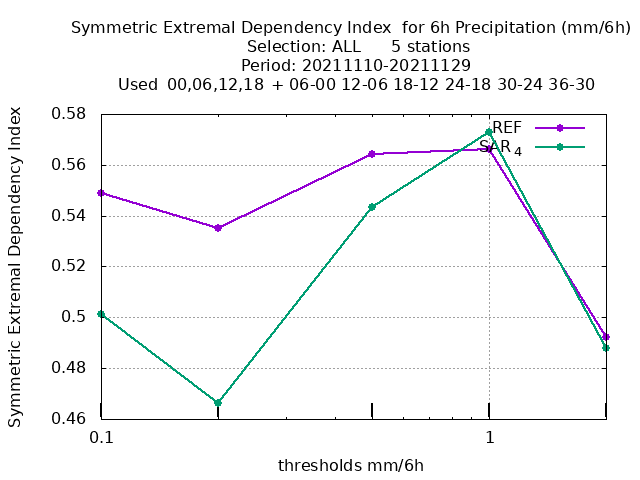 Symmetric Extremal Dependency Index  for 6h Precipitation (mm/6h)
Selection: ALL      5 stations
Period: 20211110-20211129
Used  00,06,12,18  + 06-00 12-06 18-12 24-18 30-24 36-30
Symmetric Extremal Dependency Index
0.58
0.56
0.54
0.52
0.5
0.48
0.46
REF
SAR4
0.1
1
thresholds mm/6h